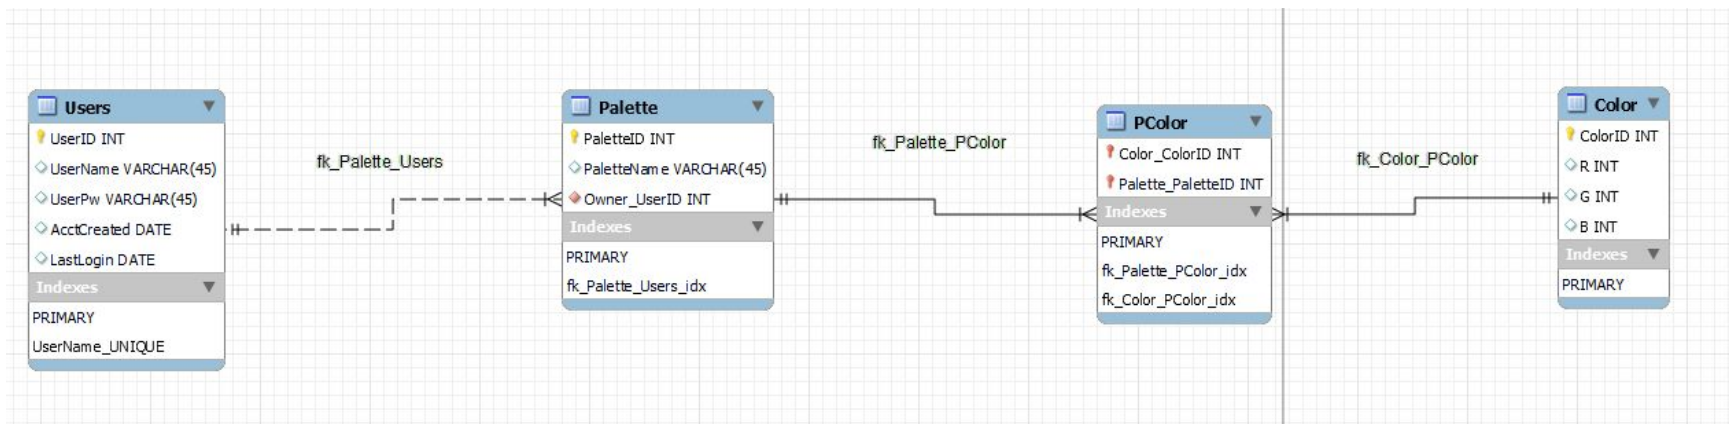 Users
UserID INT
UserName VARCHAR(45)
UserPw VARCHAR(45)
AcctCreated DATE
LastLogin DATE
Indexes
PRIMARY
UserName_UNIQUE
fk_Palette_Users
Palette
PaletteID INT
PaletteName VARCHAR(45)
Owner_UserID INT
Indexes
PRIMARY
fk_Palette_Users_idx
fk_Palette_PColor
PColor
Color_ColorID INT
Palette_PaletteID INT
Indexes
PRIMARY
fk_Palette_PColor_idx
fk_Color_PColor_idx
fk_Color_PColor
Color
ColorID INT
R INT
G INT
B INT
Indexes
PRIMARY